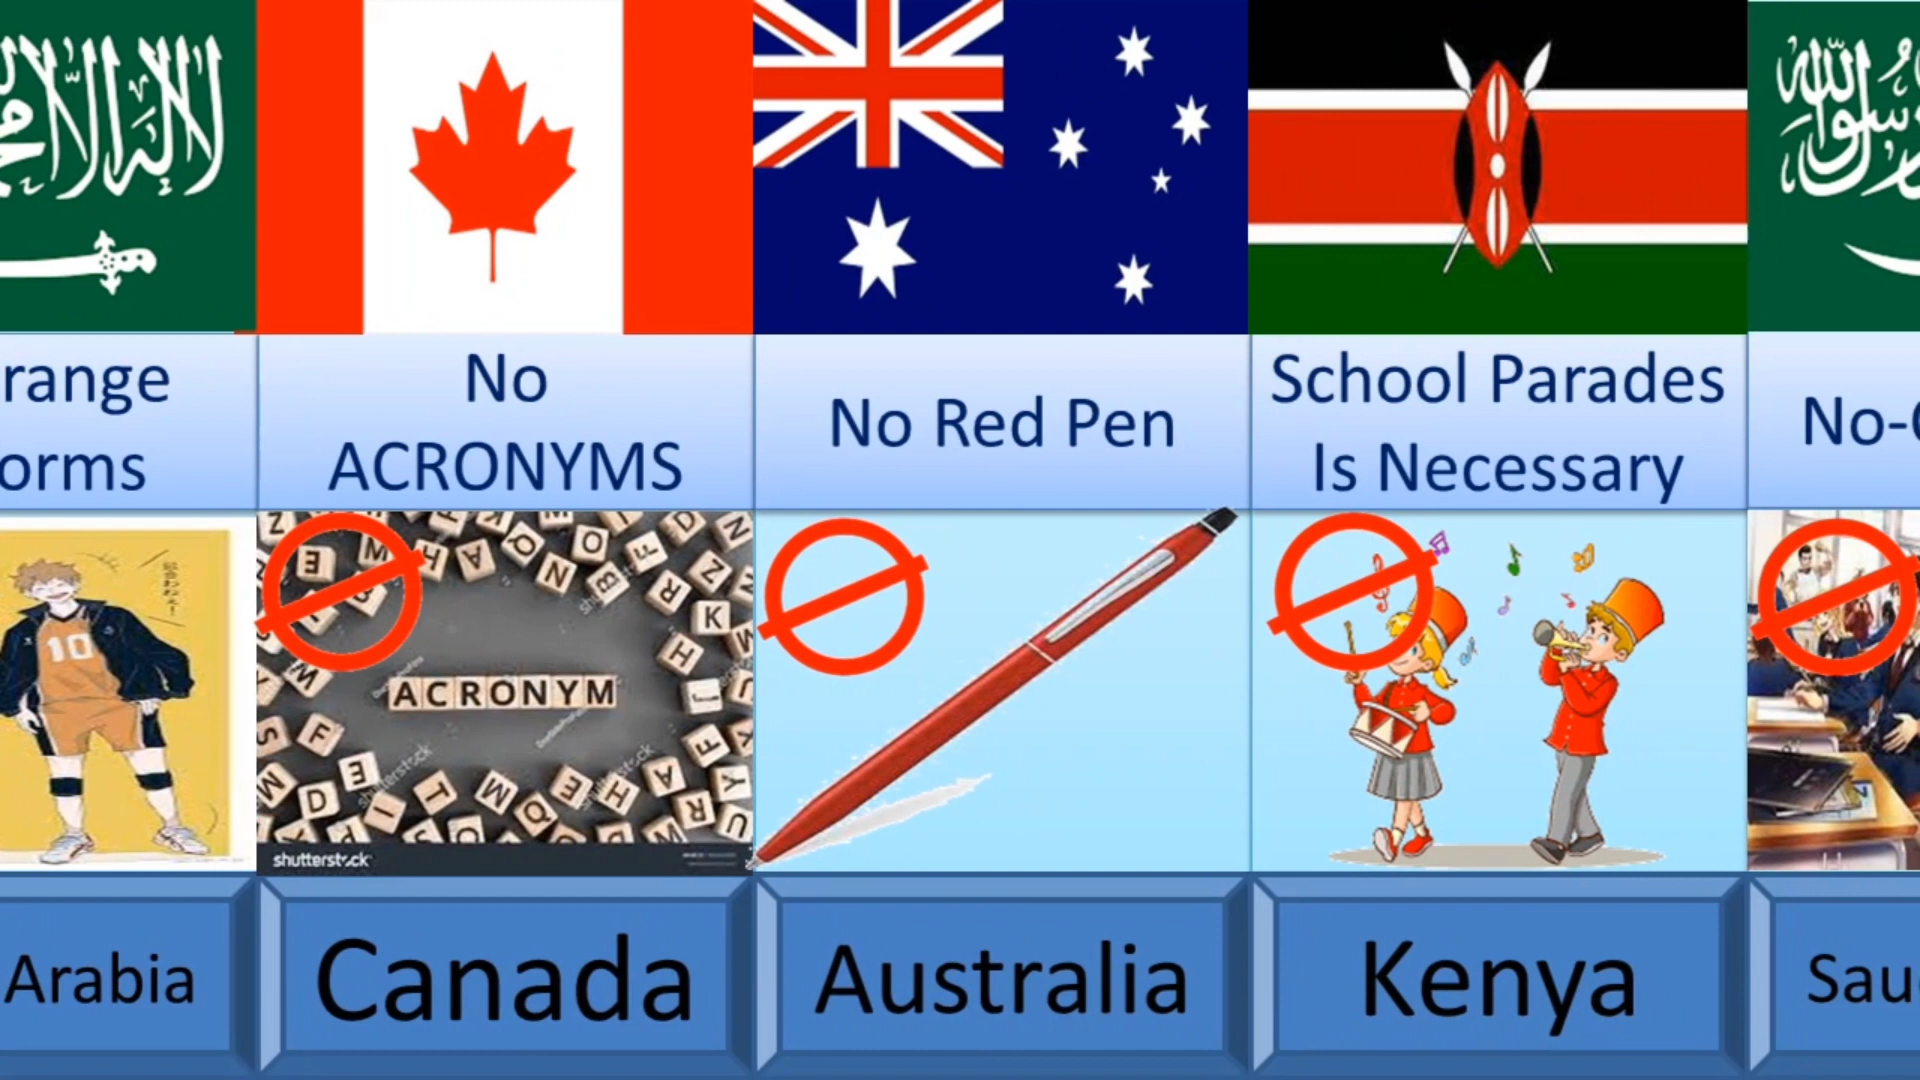 range
orms
No
ACRONYMS
No Red Pen
School Parades
Is Necessary
No-
10
ACRONYM
shutterstock
Arabia
Canada
Australia
Kenya
Sau